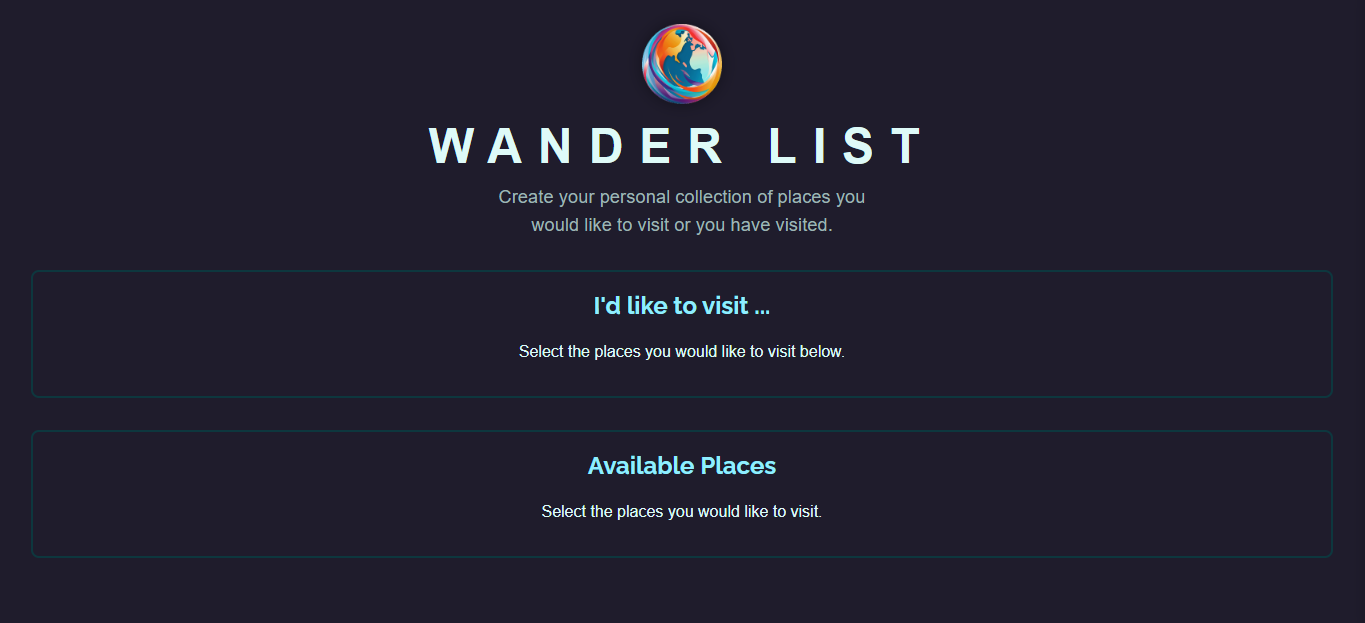 WANDER LIST
Create your personal collection of places you
would like to visit or you have visited.
I'd like to visit ...
Select the places you would like to visit below.
Available Places
Select the places you would like to visit.